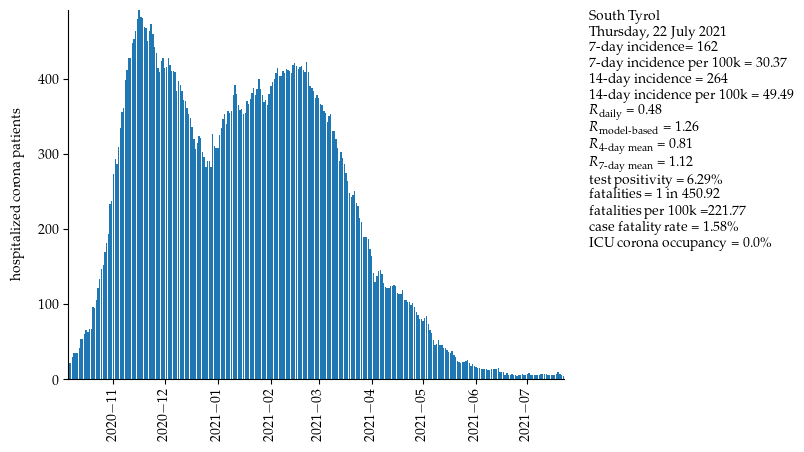 South Tyrol
Thursday, 22 July 2021
7-day incidence= 162
7-day incidence per 100k = 30.37
14-day incidence = 264
14-day incidence per 100k = 49.49
R_daily = 0.48
R_model-based = 1.26
R_4-day mean = 0.81
R_7-day mean = 1.12
test positivity = 6.29%
fatalities = 1 in 450.92
fatalities per 100k =221.77
case fatality rate = 1.58%
ICU corona occupancy = 0.0%
hospitalized corona patients
400
300
200
100
0
2020−11
2020−12
2021−01
2021−02
2021−03
2021−04
2021−05
2021−06
2021−07